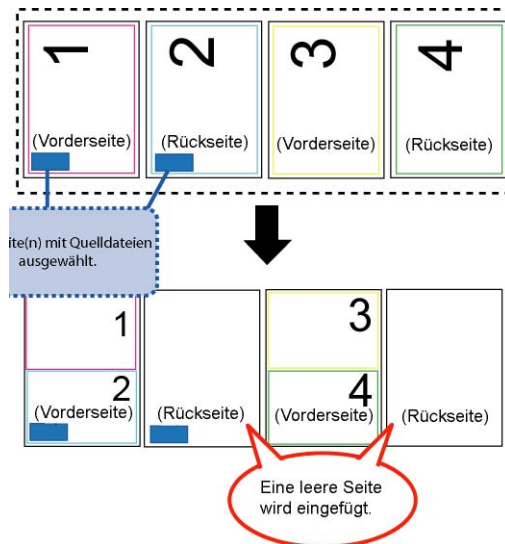 1
2
3
4
(Vorderseite)
(Rückseite)
(Vorderseite)
(Rückseite)
mit Quelldateien
ausgewählt.
1
2
(Vorderseite)
(Rückseite)
3
4
(Vorderseite)
(Rückseite)
Eine leere Seite
wird eingefügt.